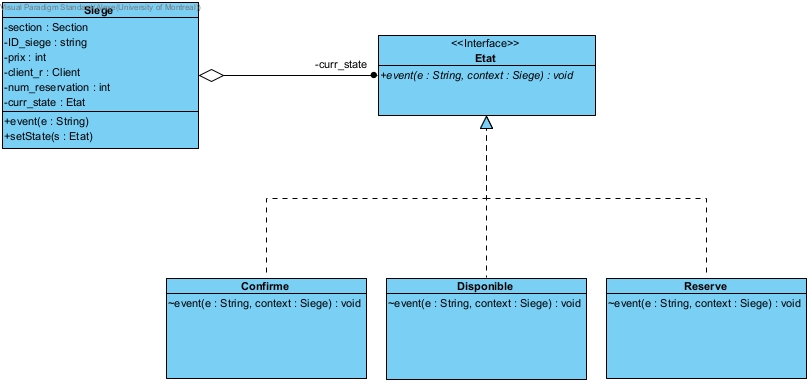 Visual Paradigm Standard (University of Montreal)
Siege
-section : Section
-ID_siege : string
-prix : int
-client_r : Client
-num_reservation : int
-curr_state : Etat
+event(e : String)
+setState(s : Etat)
-curr_state
<<Interface>>
Etat
+event(e : String, context : Siege) : void
Confirme
~event(e : String, context : Siege) : void
Disponible
~event(e : String, context : Siege) : void
Reserve
~event(e : String, context : Siege) : void